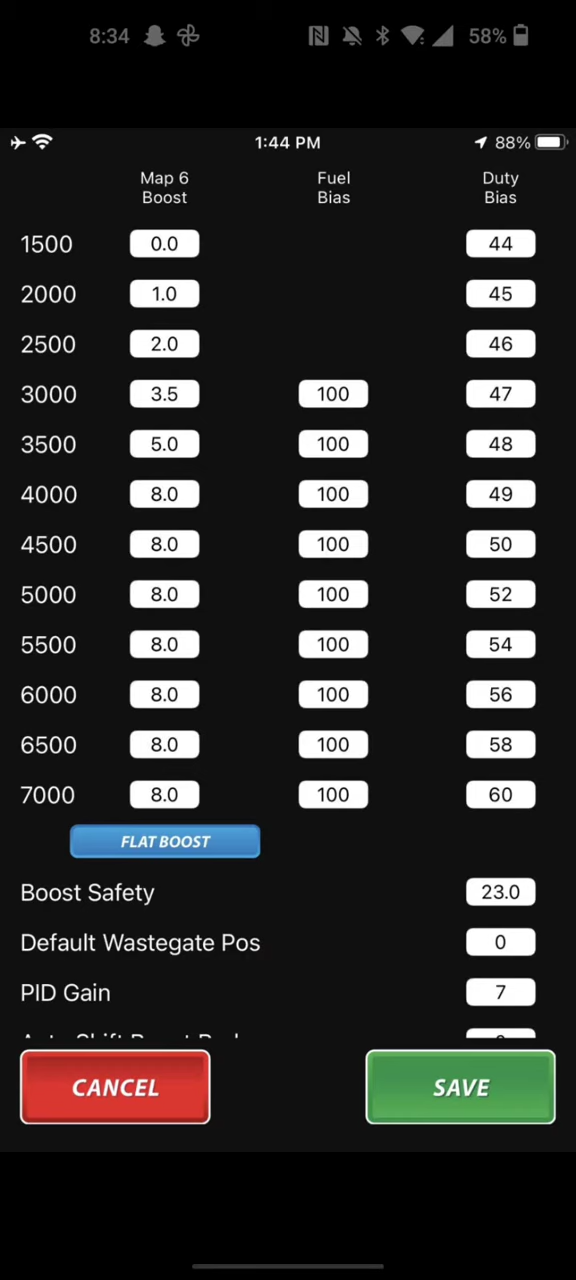 8:34 58%
1:44 PM 88%
Map 6 Fuel Duty
Boost Bias Bias
1500 0.0 44
2000 1.0 45
2500 2.0 46
3000 3.5 100 47
3500 5.0 100 48
4000 8.0 100 49
4500 8.0 100 50
5000 8.0 100 52
5500 8.0 100 54
6000 8.0 100 56
6500 8.0 100 58
7000 8.0 100 60
FLAT BOOST
Boost Safety 23.0
Default Wastegate Pos 0
PID Gain 7
CANCEL SAVE